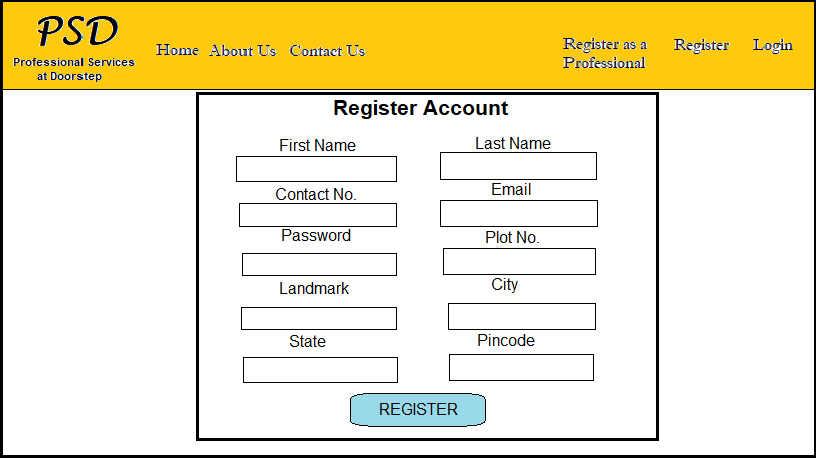 PSD
Professional Services
at Doorstep
Home About Us Contact Us
Register as a
Professional
Register
Login
Register Account
First Name
Last Name
Contact No.
Email
Password
Plot No.
Landmark
City
State
Pincode
REGISTER